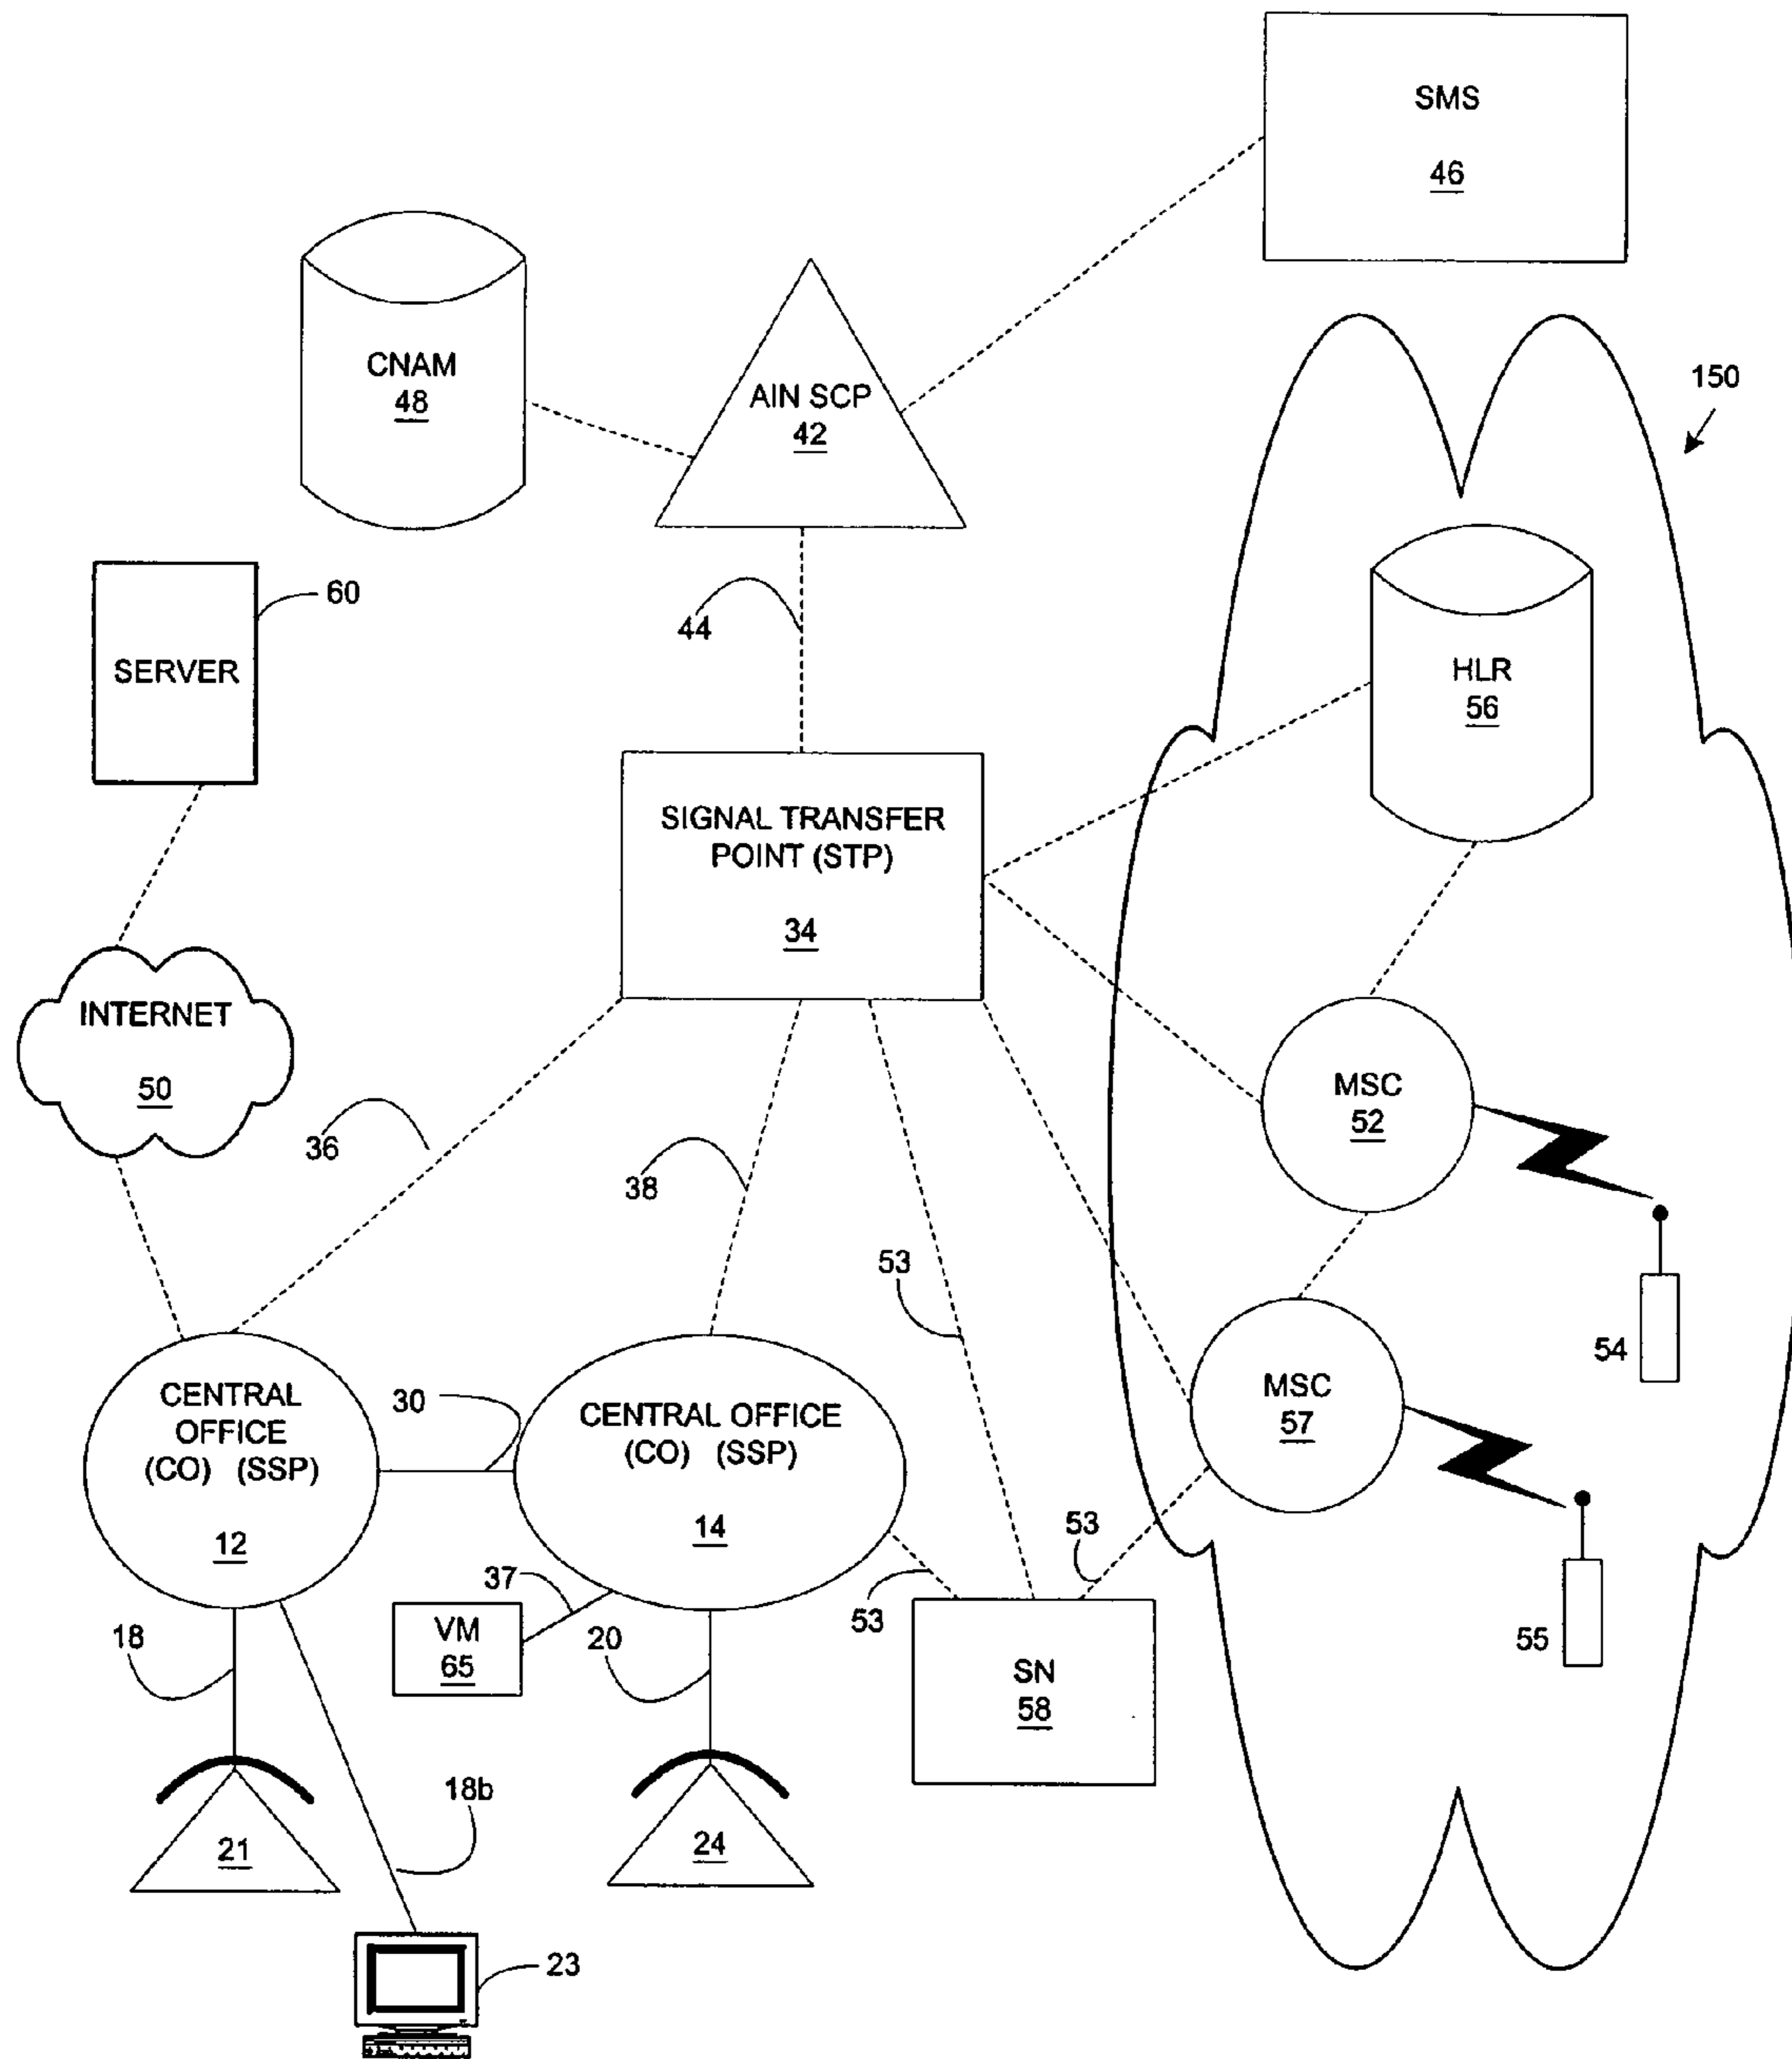 SMS
46
CNAM
48
AIN SCP
42
150
SERVER
60
44
HLR
56
SIGNAL TRANSFER
POINT (STP)
34
INTERNET
50
36
38
MSC
52
53
54
CENTRAL
OFFICE
(CO) (SSP)
12
30
CENTRAL OFFICE
(CO) (SSP)
14
MSC
57
37
53
53
55
18
VM
65
20
SN
58
18b
21
24
23